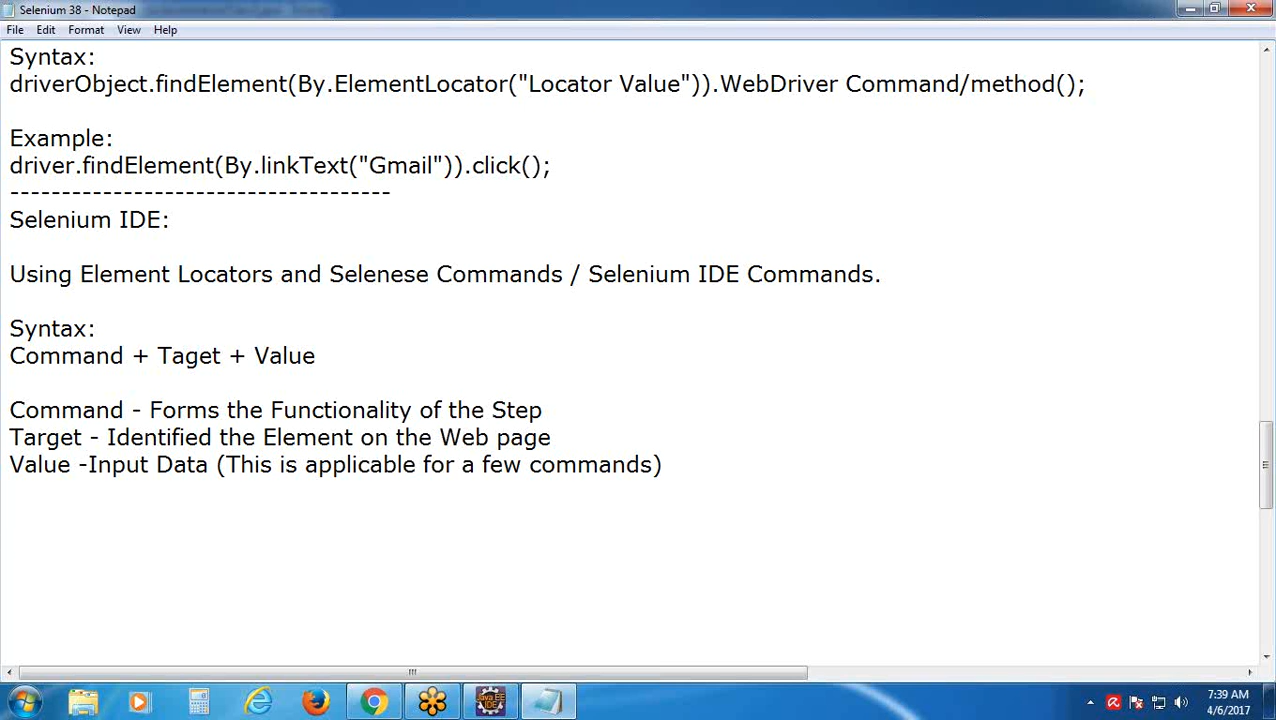 Selenium 38 - Notepad
File Edit Format View Help
Syntax:
driverObject.findElement(By.ElementLocator("Locator Value")).WebDriver Command/method();
Example:
driver.findElement(By.linkText("Gmail")).click();
-------------------------------------
Selenium IDE:
Using Element Locators and Selenese Commands / Selenium IDE Commands.
Syntax:
Command + Taget + Value
Command - Forms the Functionality of the Step
Target - Identified the Element on the Web page
Value -Input Data (This is applicable for a few commands)
Java EE
IDE
7:39 AM
4/6/2017